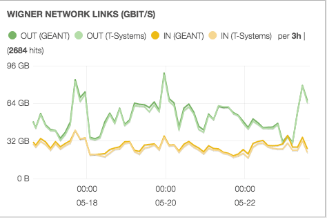 WIGNER NETWORK LINKS (GBIT/S)
OUT (GEANT) OUT (T-Systems) IN (GEANT) IN (T-Systems) per 3h |
(2684 hits)
96 GB
64 GB
32 GB
0 B
00:00 00:00 00:00
05-18 05-20 05-22